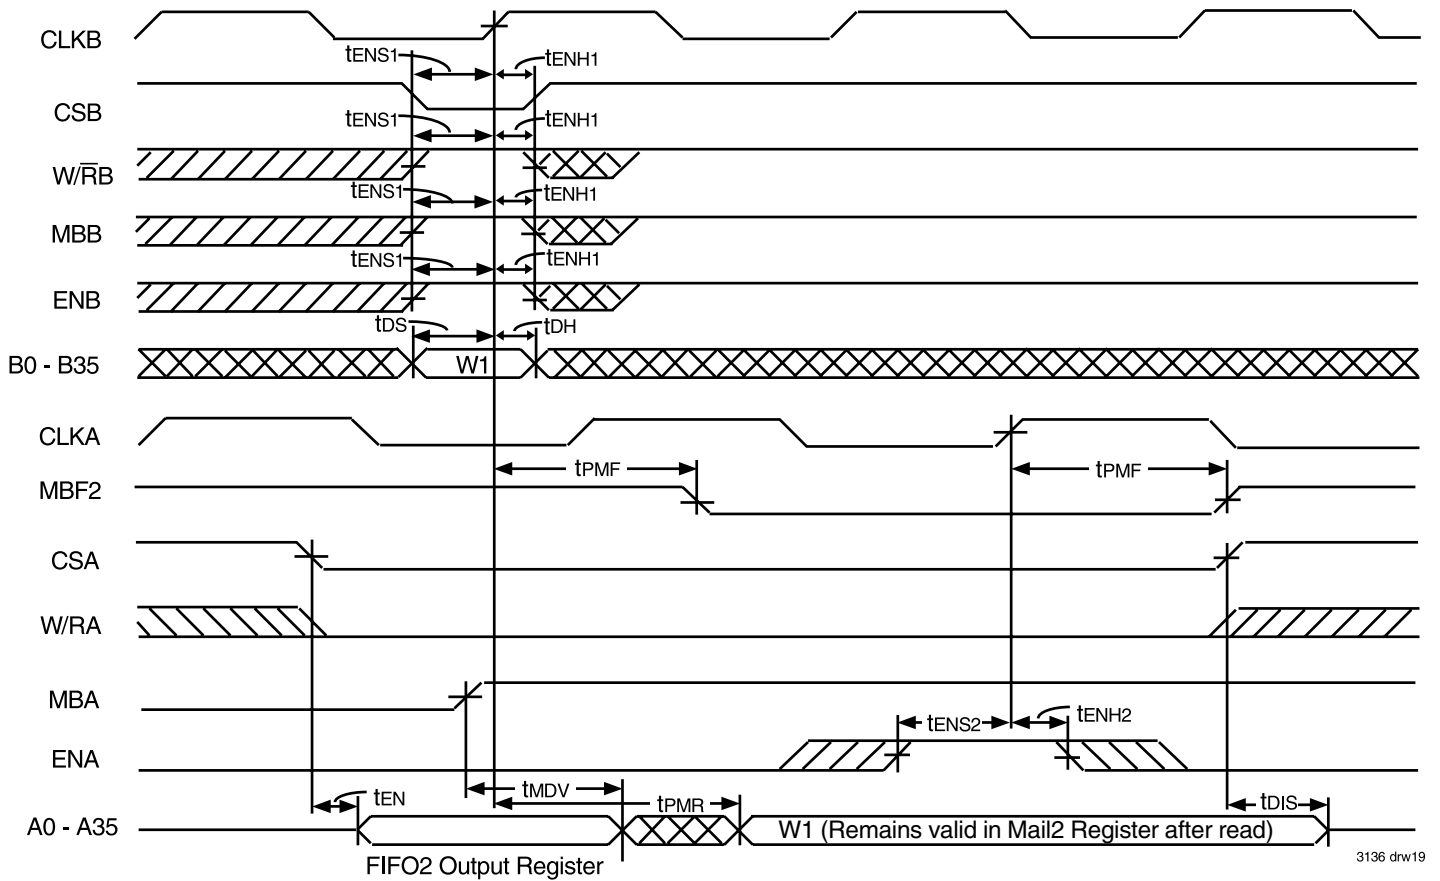 CLKB
tENS1 tENH1
CSB
tENS1 tENH1
W/R̅B
tENS1 tENH1
MBB
tENS1 tENH1
ENB
tDS tDH
B0 - B35 W1
CLKA
tPMF tPMF
MBF2
CSA
W/RA
MBA
tENS2 tENH2
ENA
tEN tMDV tPMR tDIS
A0 - A35 W1 (Remains valid in Mail2 Register after read)
FIFO2 Output Register
3136 drw19